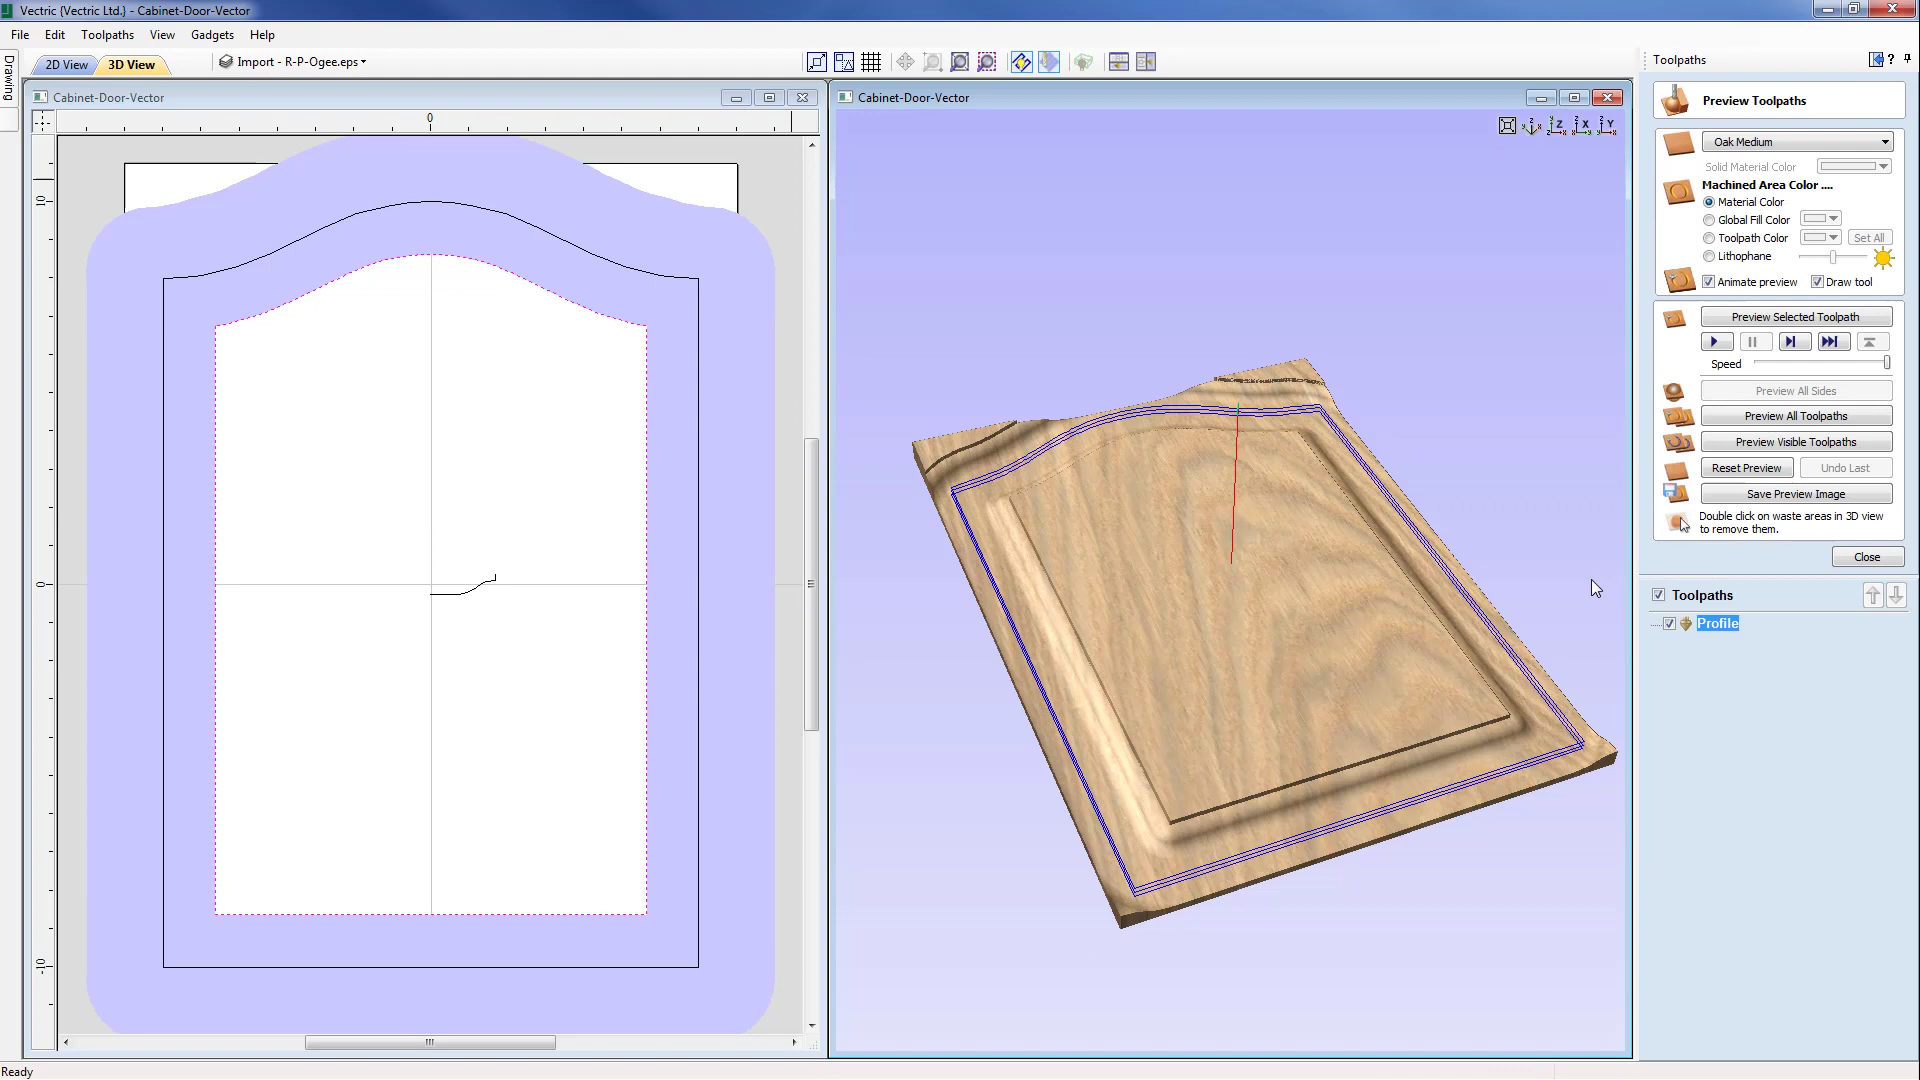 Vectric {Vectric Ltd.} - Cabinet-Door-Vector
File Edit Toolpaths View Gadgets Help
Drawing
2D View 3D View Import - R-P-Ogee.eps
Cabinet-Door-Vector
0
10
0
-10
Cabinet-Door-Vector
Z X Y
Toolpaths
Preview Toolpaths
Oak Medium
Solid Material Color
Machined Area Color ....
Material Color
Global Fill Color
Toolpath Color Set All
Lithophane
Animate preview Draw tool
Preview Selected Toolpath
Speed
Preview All Sides
Preview All Toolpaths
Preview Visible Toolpaths
Reset Preview Undo Last
Save Preview Image
Double click on waste areas in 3D view
to remove them.
Close
Toolpaths
Profile
Ready